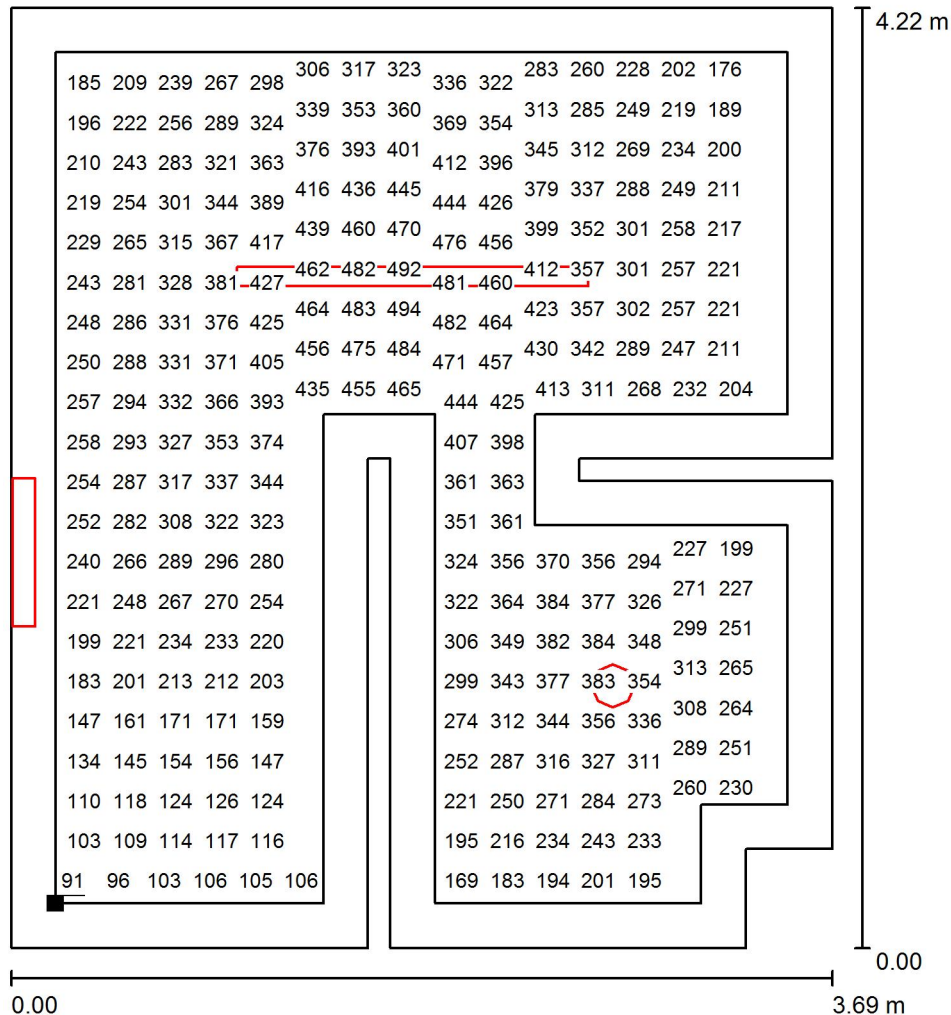 4.22 m
185 209 239 267 298 306 317 323 336 322 283 260 228 202 176
196 222 256 289 324 339 353 360 369 354 313 285 249 219 189
210 243 283 321 363 376 393 401 412 396 345 312 269 234 200
219 254 301 344 389 416 436 445 444 426 379 337 288 249 211
229 265 315 367 417 439 460 470 476 456 399 352 301 258 217
243 281 328 381 427 462 482 492 481 460 412 357 301 257 221
248 286 331 376 425 464 483 494 482 464 423 357 302 257 221
250 288 331 371 405 456 475 484 471 457 430 342 289 247 211
257 294 332 366 393 435 455 465 444 425 413 311 268 232 204
258 293 327 353 374 407 398
254 287 317 337 344 361 363
252 282 308 322 323 351 361
240 266 289 296 280 324 356 370 356 294 227 199
221 248 267 270 254 322 364 384 377 326 271 227
199 221 234 233 220 306 349 382 384 348 299 251
183 201 213 212 203 299 343 377 383 354 313 265
147 161 171 171 159 274 312 344 356 336 308 264
134 145 154 156 147 252 287 316 327 311 289 251
110 118 124 126 124 221 250 271 284 273 260 230
103 109 114 117 116 195 216 234 243 233
91 96 103 106 105 106 169 183 194 201 195
0.00
0.00 3.69 m